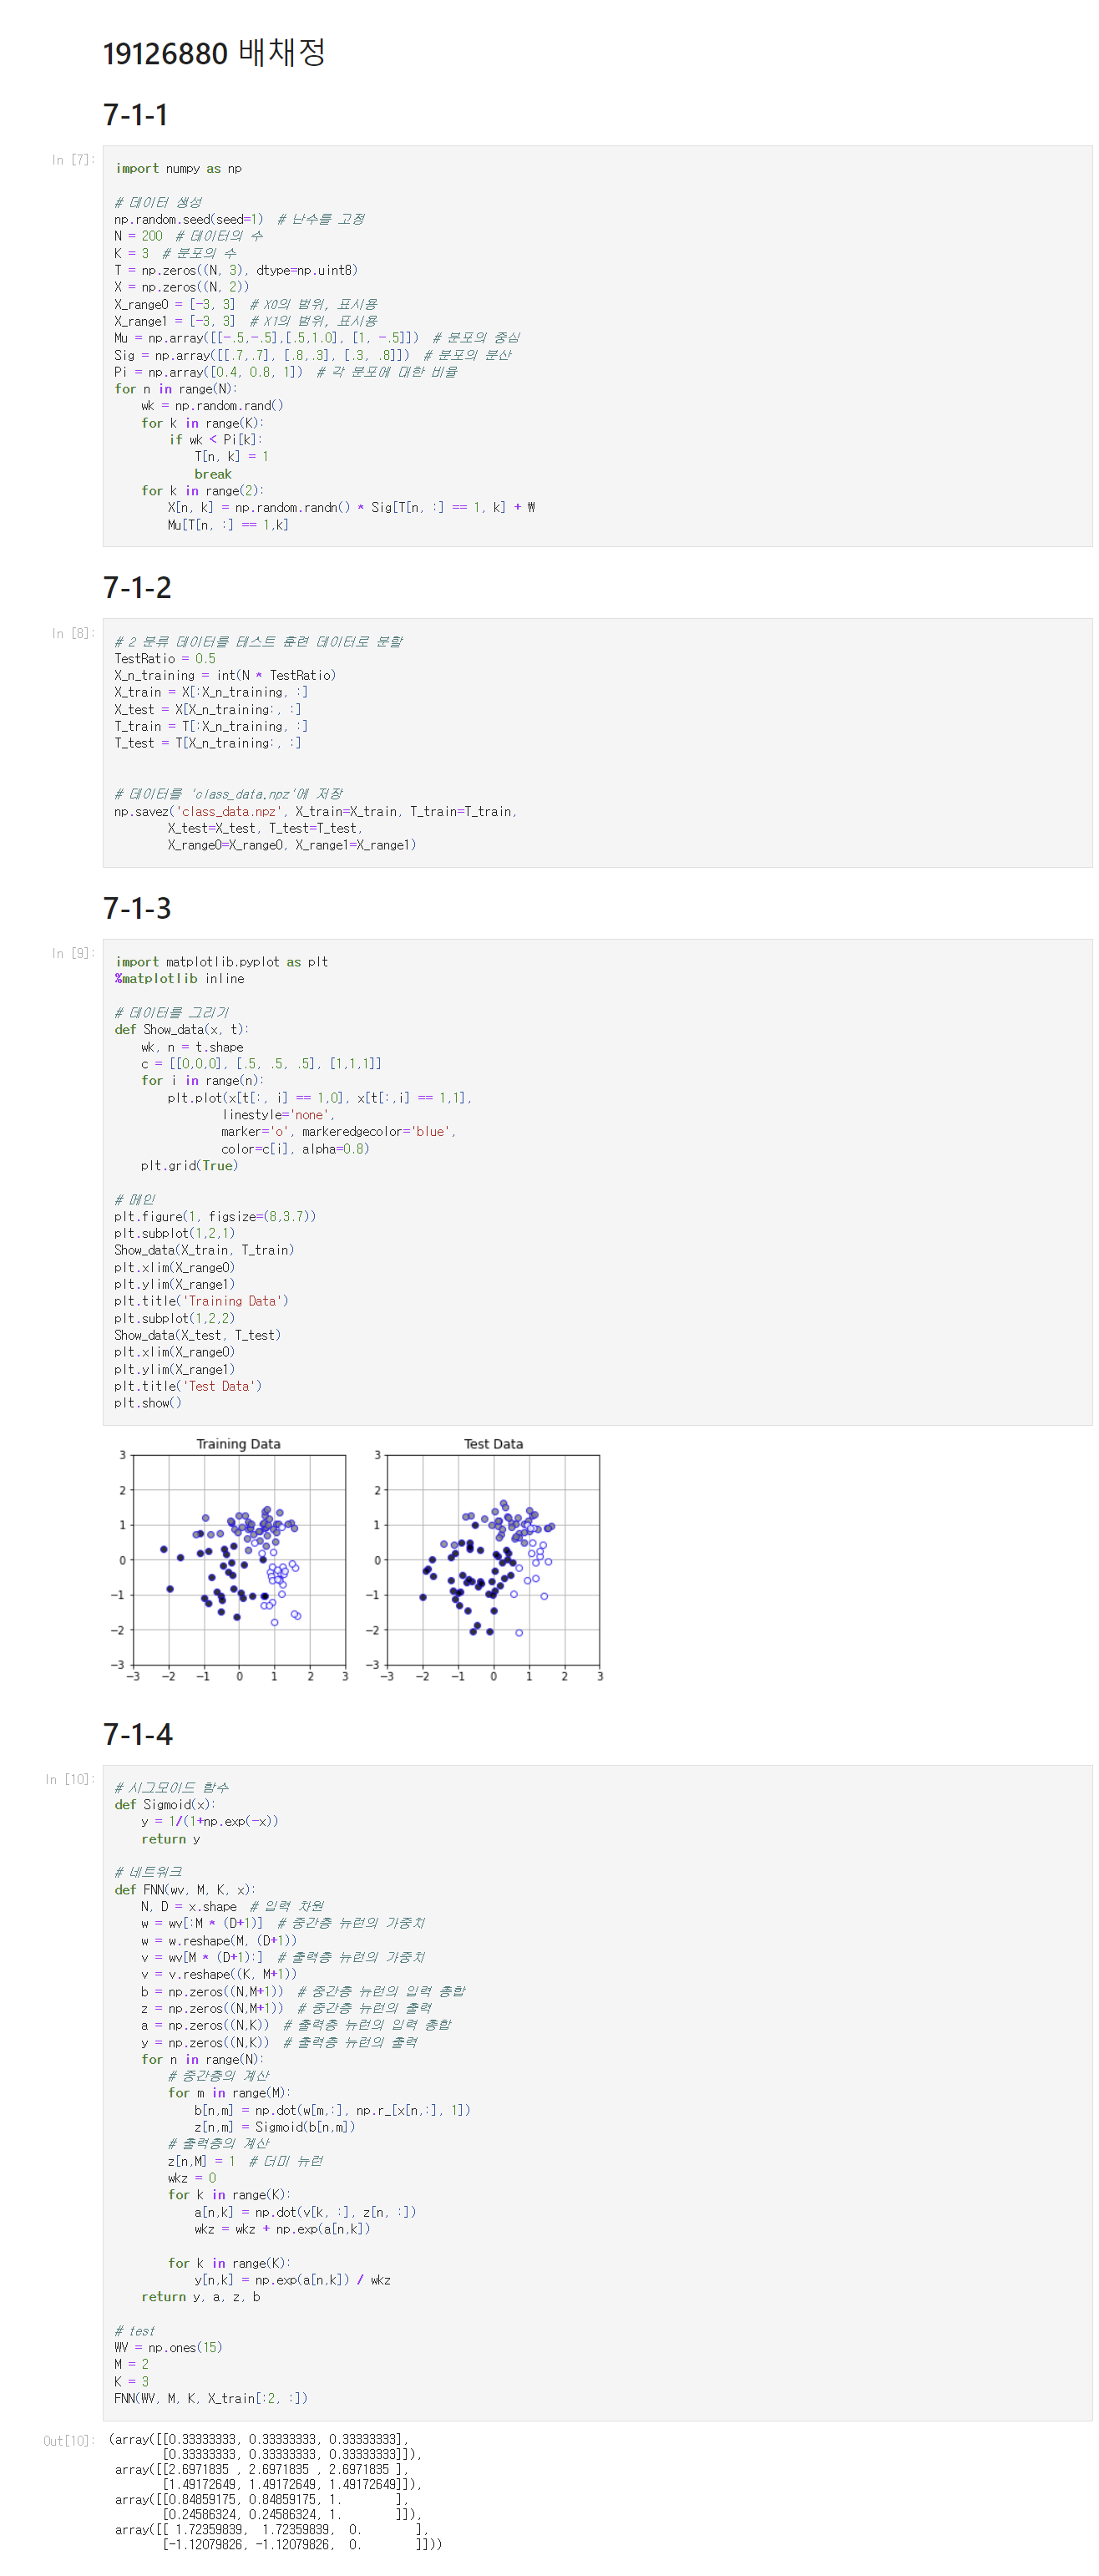 19126880 배채정
7-1-1
In [7]:
import numpy as np
# 데이터 생성
np.random.seed(seed=1)  # 난수를 고정
N = 200  # 데이터의 수
K = 3  # 분포의 수
T = np.zeros((N, 3), dtype=np.uint8)
X = np.zeros((N, 2))
X_range0 = [-3, 3]  # X0의 범위, 표시용
X_range1 = [-3, 3]  # X1의 범위, 표시용
Mu = np.array([[-.5,-.5],[.5,1.0], [1, -.5]])  # 분포의 중심
Sig = np.array([[.7,.7], [.8,.3], [.3, .8]])  # 분포의 분산
Pi = np.array([0.4, 0.8, 1])  # 각 분포에 대한 비율
for n in range(N):
    wk = np.random.rand()
    for k in range(K):
        if wk < Pi[k]:
            T[n, k] = 1
            break
    for k in range(2):
        X[n, k] = np.random.randn() * Sig[T[n, :] == 1, k] + ₩
        Mu[T[n, :] == 1,k]
7-1-2
In [8]:
# 2 분류 데이터를 테스트 훈련 데이터로 분할
TestRatio = 0.5
X_n_training = int(N * TestRatio)
X_train = X[:X_n_training, :]
X_test = X[X_n_training:, :]
T_train = T[:X_n_training, :]
T_test = T[X_n_training:, :]
# 데이터를 'class_data.npz'에 저장
np.savez('class_data.npz', X_train=X_train, T_train=T_train,
        X_test=X_test, T_test=T_test,
        X_range0=X_range0, X_range1=X_range1)
7-1-3
In [9]:
import matplotlib.pyplot as plt
%matplotlib inline
# 데이터를 그리기
def Show_data(x, t):
    wk, n = t.shape
    c = [[0,0,0], [.5, .5, .5], [1,1,1]]
    for i in range(n):
        plt.plot(x[t[:, i] == 1,0], x[t[:,i] == 1,1],
                linestyle='none',
                marker='o', markeredgecolor='blue',
                color=c[i], alpha=0.8)
    plt.grid(True)
# 메인
plt.figure(1, figsize=(8,3.7))
plt.subplot(1,2,1)
Show_data(X_train, T_train)
plt.xlim(X_range0)
plt.ylim(X_range1)
plt.title('Training Data')
plt.subplot(1,2,2)
Show_data(X_test, T_test)
plt.xlim(X_range0)
plt.ylim(X_range1)
plt.title('Test Data')
plt.show()
Training Data
3
2
1
0
−1
−2
−3
−3 −2 −1 0 1 2 3
Test Data
3
2
1
0
−1
−2
−3
−3 −2 −1 0 1 2 3
7-1-4
In [10]:
# 시그모이드 함수
def Sigmoid(x):
    y = 1/(1+np.exp(-x))
    return y
# 네트워크
def FNN(wv, M, K, x):
    N, D = x.shape  # 입력 차원
    w = wv[:M * (D+1)]  # 중간층 뉴런의 가중치
    w = w.reshape(M, (D+1))
    v = wv[M * (D+1):]  # 출력층 뉴런의 가중치
    v = v.reshape((K, M+1))
    b = np.zeros((N,M+1))  # 중간층 뉴런의 입력 총합
    z = np.zeros((N,M+1))  # 중간층 뉴런의 출력
    a = np.zeros((N,K))  # 출력층 뉴런의 입력 총합
    y = np.zeros((N,K))  # 출력층 뉴런의 출력
    for n in range(N):
        # 중간층의 계산
        for m in range(M):
            b[n,m] = np.dot(w[m,:], np.r_[x[n,:], 1])
            z[n,m] = Sigmoid(b[n,m])
        # 출력층의 계산
        z[n,M] = 1  # 더미 뉴런
        wkz = 0
        for k in range(K):
            a[n,k] = np.dot(v[k, :], z[n, :])
            wkz = wkz + np.exp(a[n,k])
        for k in range(K):
            y[n,k] = np.exp(a[n,k]) / wkz
    return y, a, z, b
# test
WV = np.ones(15)
M = 2
K = 3
FNN(WV, M, K, X_train[:2, :])
Out[10]:
(array([[0.33333333, 0.33333333, 0.33333333],
        [0.33333333, 0.33333333, 0.33333333]]),
 array([[2.6971835 , 2.6971835 , 2.6971835 ],
        [1.49172649, 1.49172649, 1.49172649]]),
 array([[0.84859175, 0.84859175, 1.        ],
        [0.24586324, 0.24586324, 1.        ]]),
 array([[ 1.72359839,  1.72359839,  0.        ],
        [-1.12079826, -1.12079826,  0.        ]]))